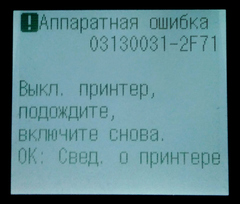 ! Аппаратная ошибка
03130031-2F71
Выкл. принтер,
подождите,
включите снова.
OK: Свед. о принтере